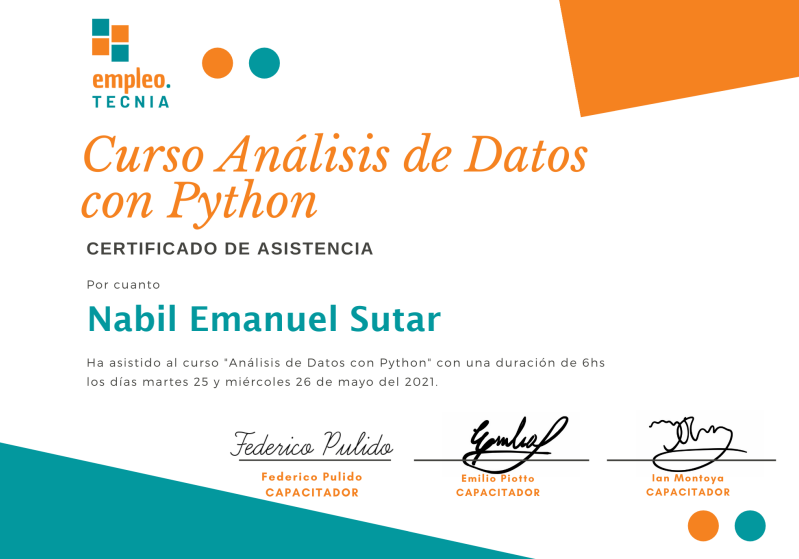 empleo.
TECNIA
Curso Análisis de Datos
con Python
CERTIFICADO DE ASISTENCIA
Por cuanto
Nabil Emanuel Sutar
Ha asistido al curso "Análisis de Datos con Python" con una duración de 6hs
los días martes 25 y miércoles 26 de mayo del 2021.
Federico Pulido
Federico Pulido
CAPACITADOR
Emilio Piotto
CAPACITADOR
Ian Montoya
CAPACITADOR